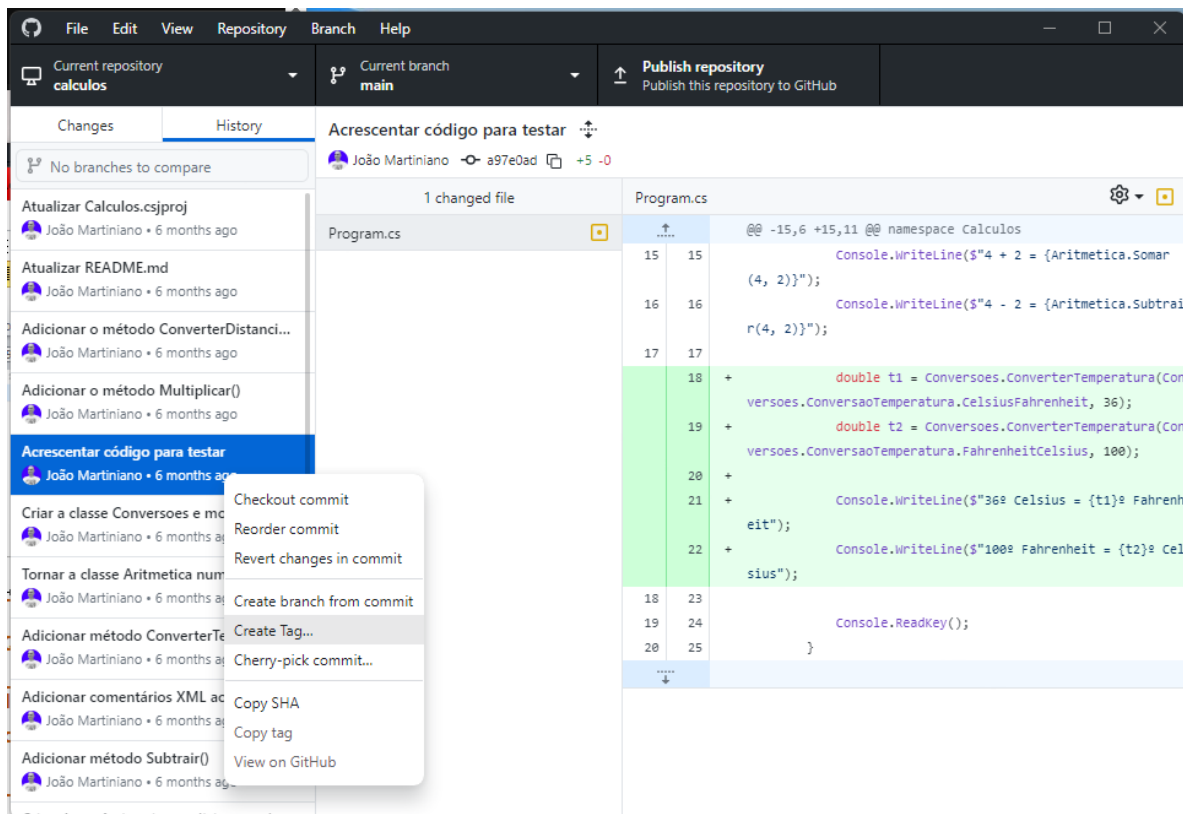 File Edit View Repository Branch Help
Current repository
calculos
Current branch
main
Publish repository
Publish this repository to GitHub
Changes
History
No branches to compare
Atualizar Calculos.csjproj
João Martiniano • 6 months ago
Atualizar README.md
João Martiniano • 6 months ago
Adicionar o método ConverterDistanci...
João Martiniano • 6 months ago
Adicionar o método Multiplicar()
João Martiniano • 6 months ago
Acrescentar código para testar
João Martiniano • 6 months ago
Criar a classe Conversoes e mo
João Martiniano • 6 months a
Tornar a classe Aritmetica num
João Martiniano • 6 months a
Adicionar método ConverterTe
João Martiniano • 6 months a
Adicionar comentários XML ao
João Martiniano • 6 months a
Adicionar método Subtrair()
João Martiniano • 6 months ago
Checkout commit
Reorder commit
Revert changes in commit
Create branch from commit
Create Tag...
Cherry-pick commit...
Copy SHA
Copy tag
View on GitHub
Acrescentar código para testar
João Martiniano a97e0ad +5 -0
1 changed file
Program.cs
Program.cs
@@ -15,6 +15,11 @@ namespace Calculos
15 15 Console.WriteLine($"4 + 2 = {Aritmetica.Somar
(4, 2)}");
16 16 Console.WriteLine($"4 - 2 = {Aritmetica.Subtrai
r(4, 2)}");
17 17
18 + double t1 = Conversoes.ConverterTemperatura(Con
versoes.ConversaoTemperatura.CelsiusFahrenheit, 36);
19 + double t2 = Conversoes.ConverterTemperatura(Con
versoes.ConversaoTemperatura.FahrenheitCelsius, 100);
20 +
21 + Console.WriteLine($"36º Celsius = {t1}º Fahrenh
eit");
22 + Console.WriteLine($"100º Fahrenheit = {t2}º Cel
sius");
18 23
19 24 Console.ReadKey();
20 25 }